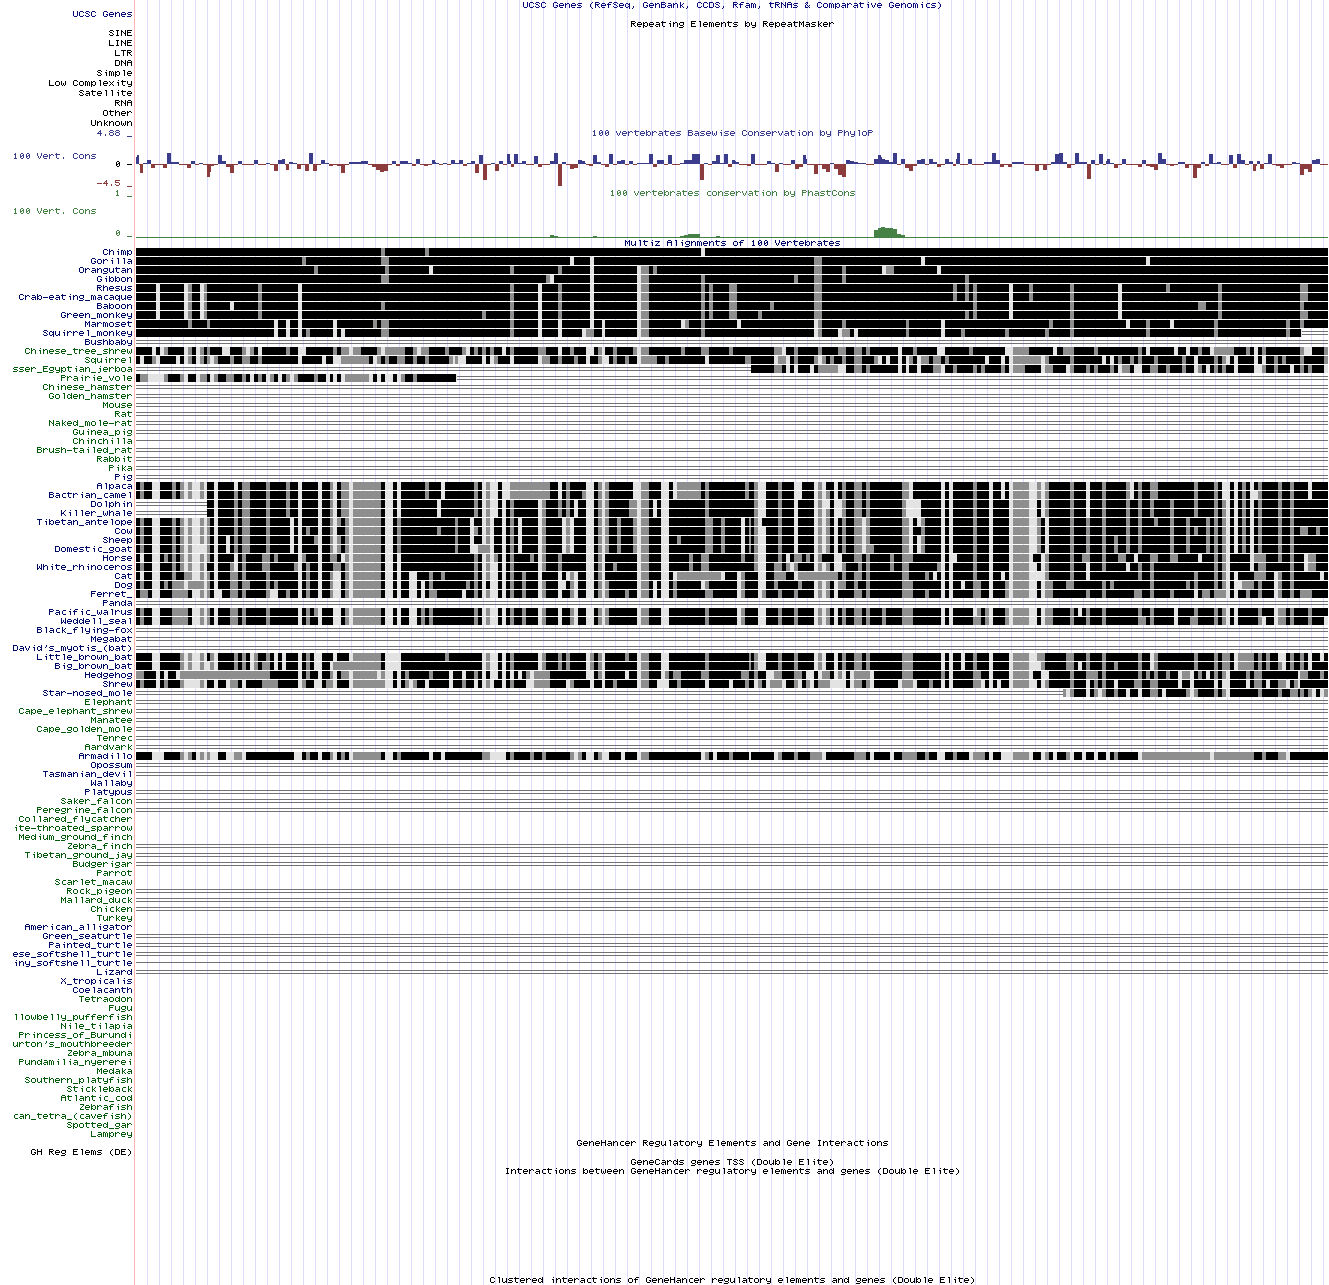 UCSC Genes (RefSeq, GenBank, CCDS, Rfam, tRNAs & Comparative Genomics)
UCSC Genes
Repeating Elements by RepeatMasker
SINE
LINE
LTR
DNA
Simple
Low Complexity
Satellite
RNA
Other
Unknown
4.88 _
100 vertebrates Basewise Conservation by PhyloP
100 Vert. Cons
0 _
-4.5 _
100 vertebrates conservation by PhastCons
1 _
100 Vert. Cons
0 _
Multiz Alignments of 100 Vertebrates
Chimp
Gorilla
Orangutan
Gibbon
Rhesus
Crab-eating_macaque
Baboon
Green_monkey
Marmoset
Squirrel_monkey
Bushbaby
Chinese_tree_shrew
Squirrel
sser_Egyptian_jerboa
Prairie_vole
Chinese_hamster
Golden_hamster
Mouse
Rat
Naked_mole-rat
Guinea_pig
Chinchilla
Brush-tailed_rat
Rabbit
Pika
Pig
Alpaca
Bactrian_camel
Dolphin
Killer_whale
Tibetan_antelope
Cow
Sheep
Domestic_goat
Horse
White_rhinoceros
Cat
Dog
Ferret_
Panda
Pacific_walrus
Weddell_seal
Black_flying-fox
Megabat
David's_myotis_(bat)
Little_brown_bat
Big_brown_bat
Hedgehog
Shrew
Star-nosed_mole
Elephant
Cape_elephant_shrew
Manatee
Cape_golden_mole
Tenrec
Aardvark
Armadillo
Opossum
Tasmanian_devil
Wallaby
Platypus
Saker_falcon
Peregrine_falcon
Collared_flycatcher
ite-throated_sparrow
Medium_ground_finch
Zebra_finch
Tibetan_ground_jay
Budgerigar
Parrot
Scarlet_macaw
Rock_pigeon
Mallard_duck
Chicken
Turkey
American_alligator
Green_seaturtle
Painted_turtle
ese_softshell_turtle
iny_softshell_turtle
Lizard
X_tropicalis
Coelacanth
Tetraodon
Fugu
llowbelly_pufferfish
Nile_tilapia
Princess_of_Burundi
urton's_mouthbreeder
Zebra_mbuna
Pundamilia_nyererei
Medaka
Southern_platyfish
Stickleback
Atlantic_cod
Zebrafish
can_tetra_(cavefish)
Spotted_gar
Lamprey
GeneHancer Regulatory Elements and Gene Interactions
GH Reg Elems (DE)
GeneCards genes TSS (Double Elite)
Interactions between GeneHancer regulatory elements and genes (Double Elite)
Clustered interactions of GeneHancer regulatory elements and genes (Double Elite)